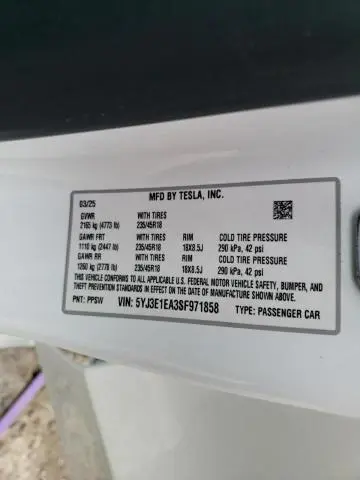 MFD BY TESLA, INC.
03/25
GVWR WITH TIRES
2165 kg (4773 lb) 235/45R18
GAWR FRT WITH TIRES RIM COLD TIRE PRESSURE
1110 kg (2447 lb) 235/45R18 18X8.5J 290 kPa, 42 psi
GAWR RR WITH TIRES RIM COLD TIRE PRESSURE
1260 kg (2778 lb) 235/45R18 18X8.5J 290 kPa, 42 psi
THIS VEHICLE CONFORMS TO ALL APPLICABLE U.S. FEDERAL MOTOR VEHICLE SAFETY, BUMPER, AND
THEFT PREVENTION STANDARDS IN EFFECT ON THE DATE OF MANUFACTURE SHOWN ABOVE.
PNT: PPSW VIN: 5YJ3E1EA3SF971858 TYPE: PASSENGER CAR